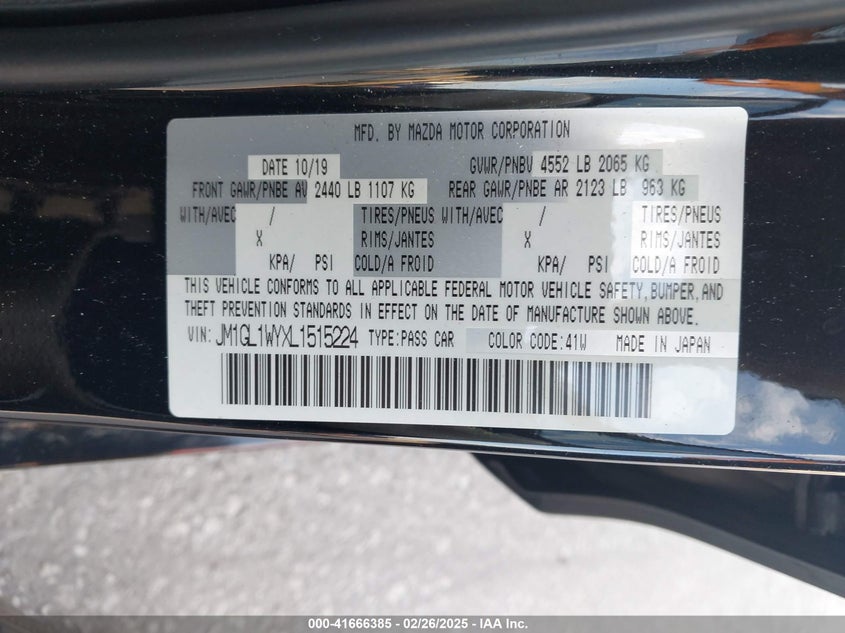 MFD. BY MAZDA MOTOR CORPORATION
DATE 10/19 GVWR/PNBV 4552 LB 2065 KG
FRONT GAWR/PNBE AV 2440 LB 1107 KG REAR GAWR/PNBE AR 2123 LB 963 KG
WITH/AVEC / TIRES/PNEUS WITH/AVEC / TIRES/PNEUS
X RIMS/JANTES X RIMS/JANTES
KPA/ PSI COLD/A FROID KPA/ PSI COLD/A FROID
THIS VEHICLE CONFORMS TO ALL APPLICABLE FEDERAL MOTOR VEHICLE SAFETY,BUMPER,AND
THEFT PREVENTION STANDARDS IN EFFECT ON THE DATE OF MANUFACTURE SHOWN ABOVE.
VIN: JM1GL1WYXL1515224 TYPE:PASS CAR COLOR CODE:41W MADE IN JAPAN
000-41666385 - 02/26/2025 - IAA Inc.